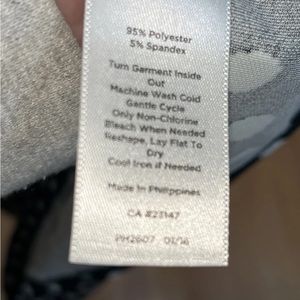 95% Polyester
5% Spandex
Turn Garment Inside
Out
Machine Wash Cold
Gentle Cycle
Only Non-Chlorine
Bleach When Needed
Reshape, Lay Flat To
Dry
Cool Iron if Needed
Made in Philippines
CA #23147
PH2607 01/16